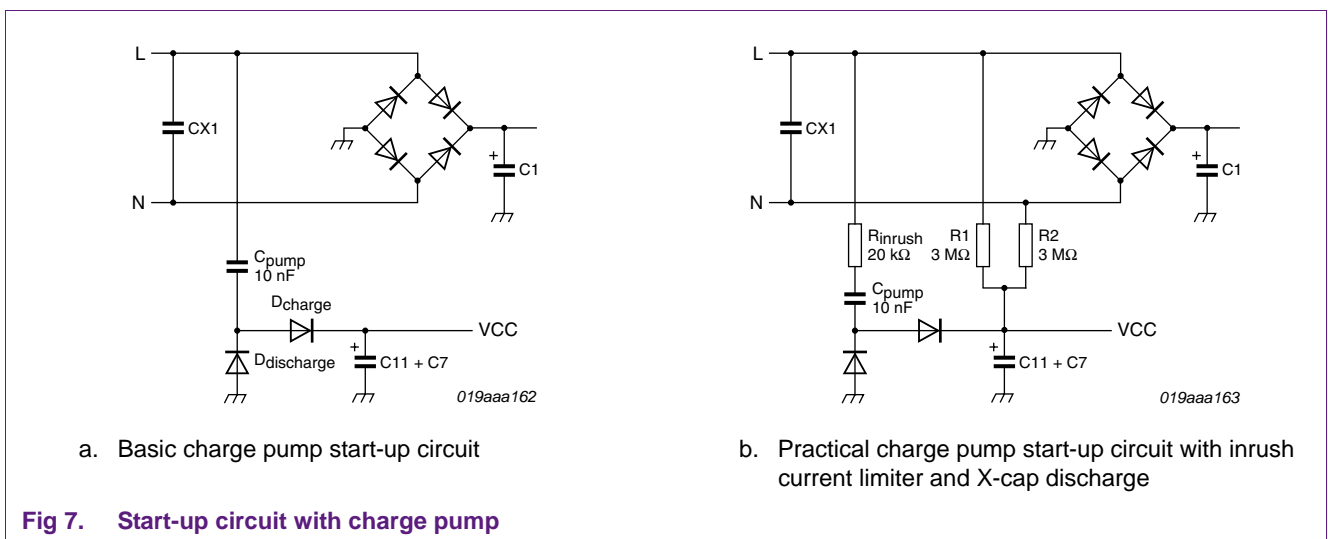 L
CX1
N
C1
Cpump
10 nF
Dcharge
VCC
Ddischarge
C11 + C7
019aaa162
a. Basic charge pump start-up circuit
L
CX1
N
C1
Rinrush
20 kΩ
R1
3 MΩ
R2
3 MΩ
Cpump
10 nF
VCC
C11 + C7
019aaa163
b. Practical charge pump start-up circuit with inrush
current limiter and X-cap discharge
Fig 7. Start-up circuit with charge pump